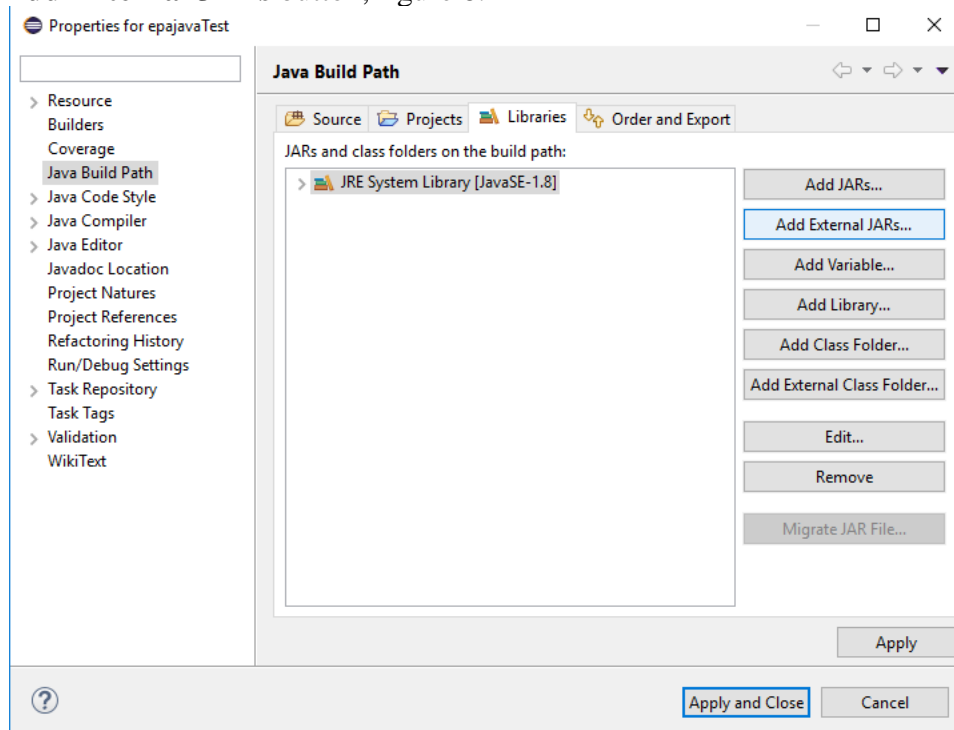 Properties for epajavaTest
Java Build Path
Resource
Builders
Coverage
Java Build Path
Java Code Style
Java Compiler
Java Editor
Javadoc Location
Project Natures
Project References
Refactoring History
Run/Debug Settings
Task Repository
Task Tags
Validation
WikiText
Source
Projects
Libraries
Order and Export
JARs and class folders on the build path:
JRE System Library [JavaSE-1.8]
Add JARs...
Add External JARs...
Add Variable...
Add Library...
Add Class Folder...
Add External Class Folder...
Edit...
Remove
Migrate JAR File...
Apply
Apply and Close
Cancel